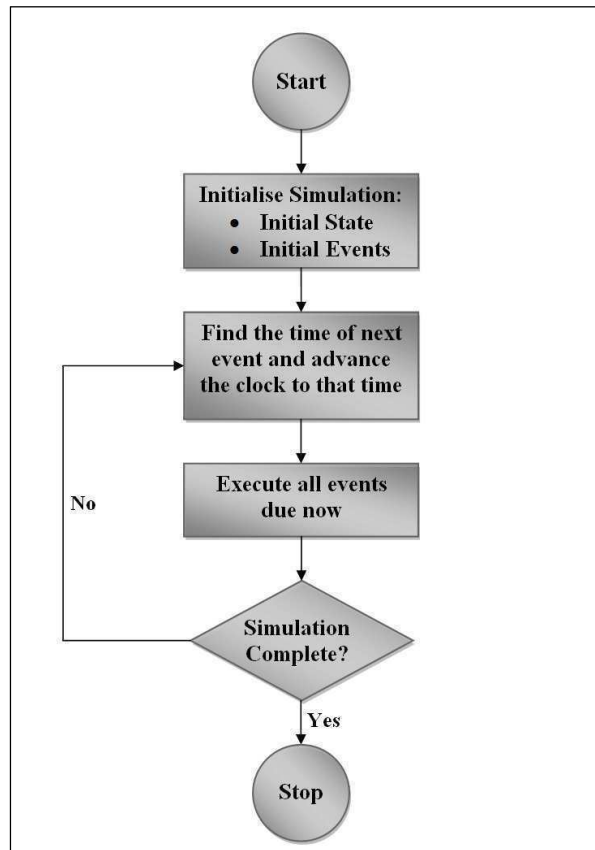 Start
Initialise Simulation:
• Initial State
• Initial Events
Find the time of next
event and advance
the clock to that time
Execute all events
due now
No
Simulation
Complete?
Yes
Stop